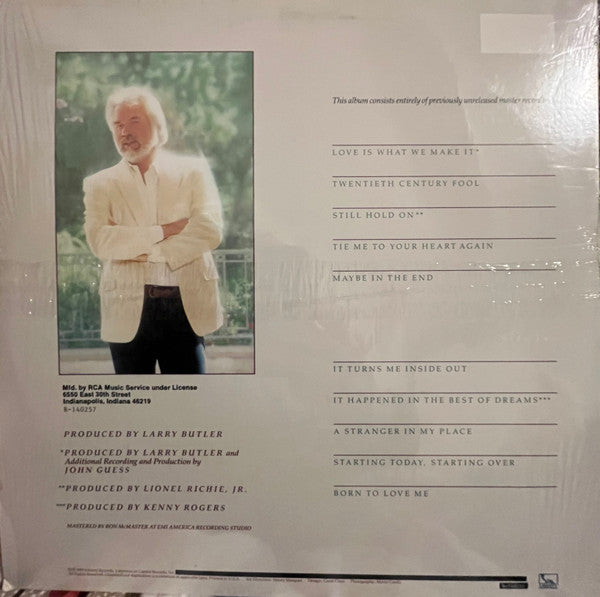 This album consists entirely of previously unreleased master
LOVE IS WHAT WE MAKE IT*
TWENTIETH CENTURY FOOL
STILL HOLD ON**
TIE ME TO YOUR HEART AGAIN
MAYBE IN THE END
IT TURNS ME INSIDE OUT
IT HAPPENED IN THE BEST OF DREAMS***
A STRANGER IN MY PLACE
STARTING TODAY, STARTING OVER
BORN TO LOVE ME
Mfd. by RCA Music Service under License
6550 East 30th Street
Indianapolis, Indiana 46219
R-140257
PRODUCED BY LARRY BUTLER
*PRODUCED BY LARRY BUTLER and
Additional Recording and Production by
JOHN GUESS
**PRODUCED BY LIONEL RICHIE, JR.
***PRODUCED BY KENNY ROGERS
MASTERED BY RON McMASTER AT EMI AMERICA RECORDING STUDIO